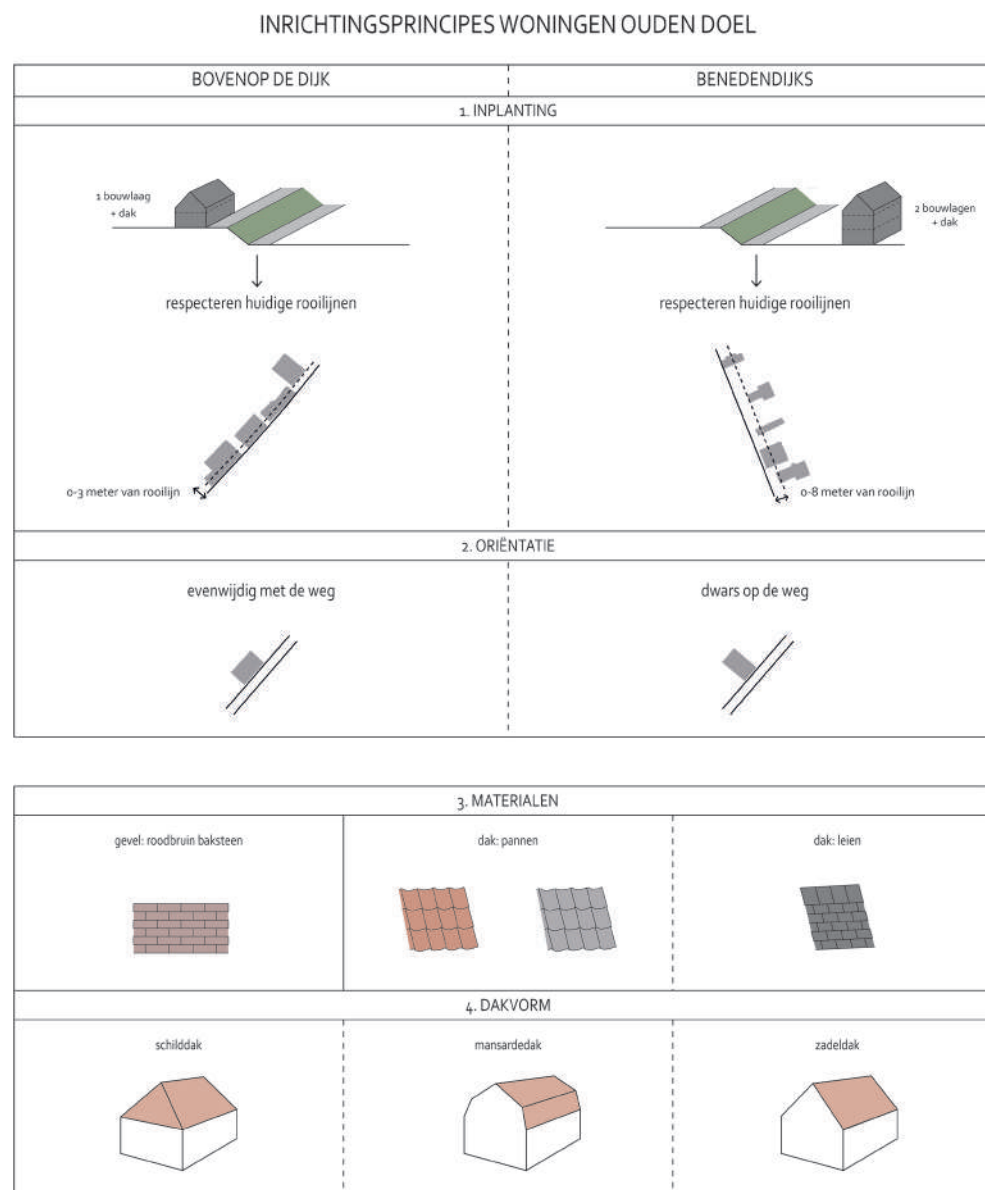 INRICHTINGSPRINCIPES WONINGEN OUDEN DOEL
BOVENOP DE DIJK
BENEDENDIJKS
1. INPLANTING
1 bouwlaag
+ dak
2 bouwlagen
+ dak
respecteren huidige rooilijnen
respecteren huidige rooilijnen
0-3 meter van rooilijn
0-8 meter van rooilijn
2. ORIËNTATIE
evenwijdig met de weg
dwars op de weg
3. MATERIALEN
gevel: roodbruin baksteen
dak: pannen
dak: leien
4. DAKVORM
schilddak
mansardedak
zadeldak